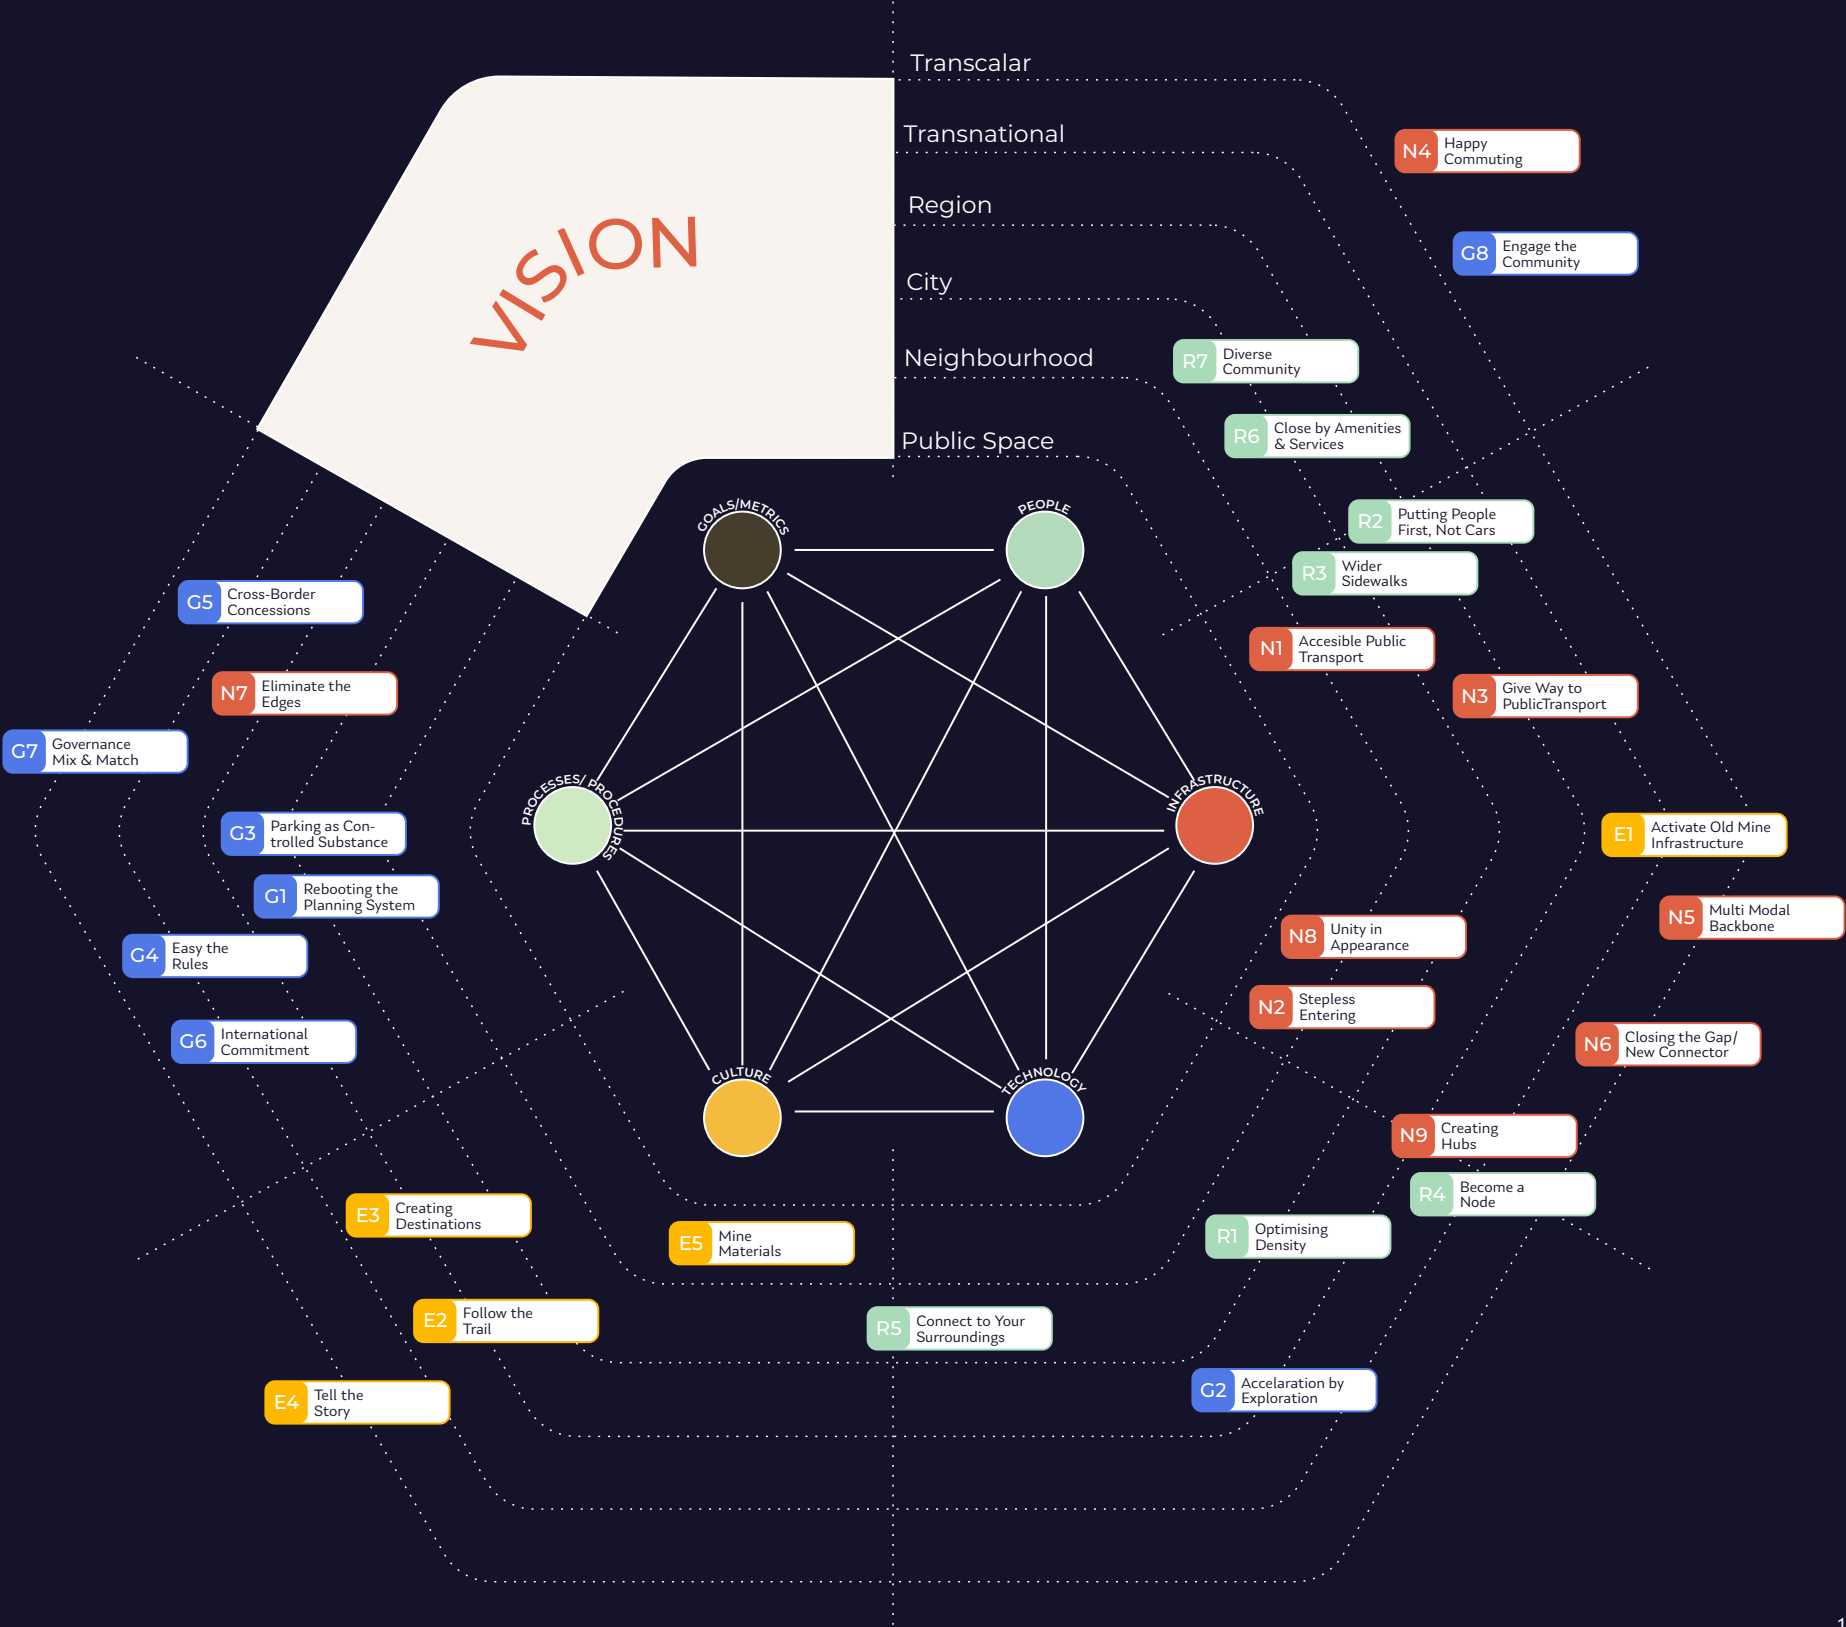 Transcalar
Transnational
Region
City
Neighbourhood
Public Space
VISION
N4
Happy
Commuting
G8
Engage the
Community
R7
Diverse
Community
R6
Close by Amenities
& Services
R2
Putting People
First, Not Cars
R3
Wider
Sidewalks
N1
Accesible Public
Transport
N3
Give Way to
PublicTransport
GOALS/METRICS
PEOPLE
PROCESSES/ PROCEDURES
INFRASTRUCTURE
CULTURE
TECHNOLOGY
G5
Cross-Border
Concessions
N7
Eliminate the
Edges
G7
Governance
Mix & Match
G3
Parking as Con-
trolled Substance
G1
Rebooting the
Planning System
G4
Easy the
Rules
G6
International
Commitment
E1
Activate Old Mine
Infrastructure
N5
Multi Modal
Backbone
N8
Unity in
Appearance
N2
Stepless
Entering
N6
Closing the Gap/
New Connector
N9
Creating
Hubs
R4
Become a
Node
R1
Optimising
Density
E3
Creating
Destinations
E5
Mine
Materials
E2
Follow the
Trail
R5
Connect to Your
Surroundings
E4
Tell the
Story
G2
Accelaration by
Exploration
1